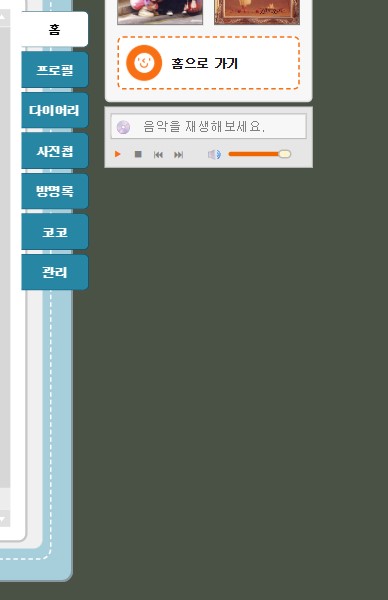 홈
프로필
다이어리
사진첩
방명록
코코
관리
홈으로 가기
음악을 재생해보세요.